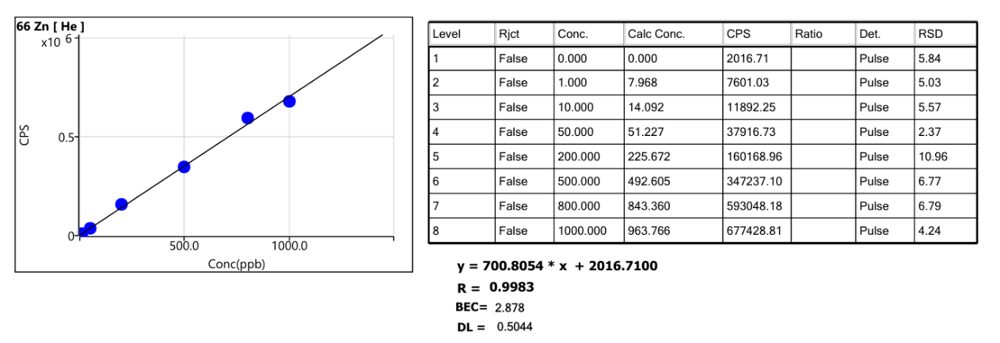 66 Zn [ He ]
x10 6
CPS
0.5
0
500.0 1000.0
Conc(ppb)
Level Rjct Conc. Calc Conc. CPS Ratio Det. RSD
1 False 0.000 0.000 2016.71 Pulse 5.84
2 False 1.000 7.968 7601.03 Pulse 5.03
3 False 10.000 14.092 11892.25 Pulse 5.57
4 False 50.000 51.227 37916.73 Pulse 2.37
5 False 200.000 225.672 160168.96 Pulse 10.96
6 False 500.000 492.605 347237.10 Pulse 6.77
7 False 800.000 843.360 593048.18 Pulse 6.79
8 False 1000.000 963.766 677428.81 Pulse 4.24
y = 700.8054 * x + 2016.7100
R = 0.9983
BEC= 2.878
DL = 0.5044